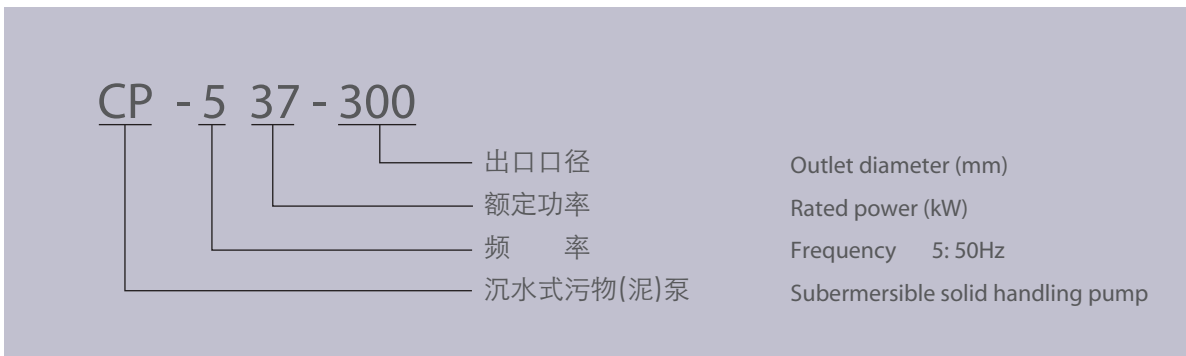 CP - 5 37 - 300
出口口径 Outlet diameter (mm)
额定功率 Rated power (kW)
频 率 Frequency 5: 50Hz
沉水式污物(泥)泵 Subermersible solid handling pump